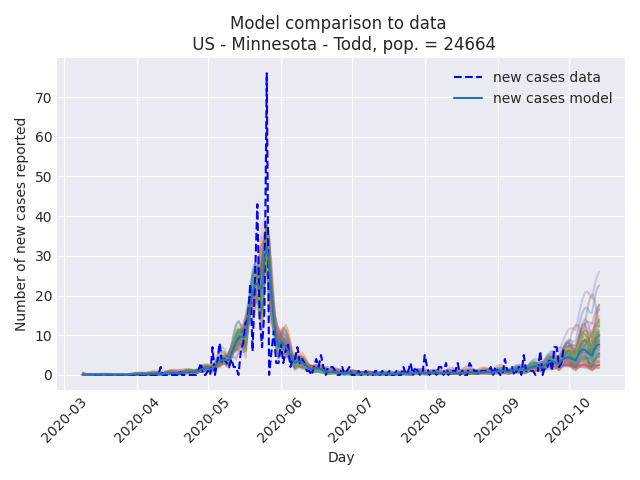 Model comparison to data
US - Minnesota - Todd, pop. = 24664
new cases data
new cases model
Number of new cases reported
70
60
50
40
30
20
10
0
2020-03
2020-04
2020-05
2020-06
2020-07
2020-08
2020-09
2020-10
Day